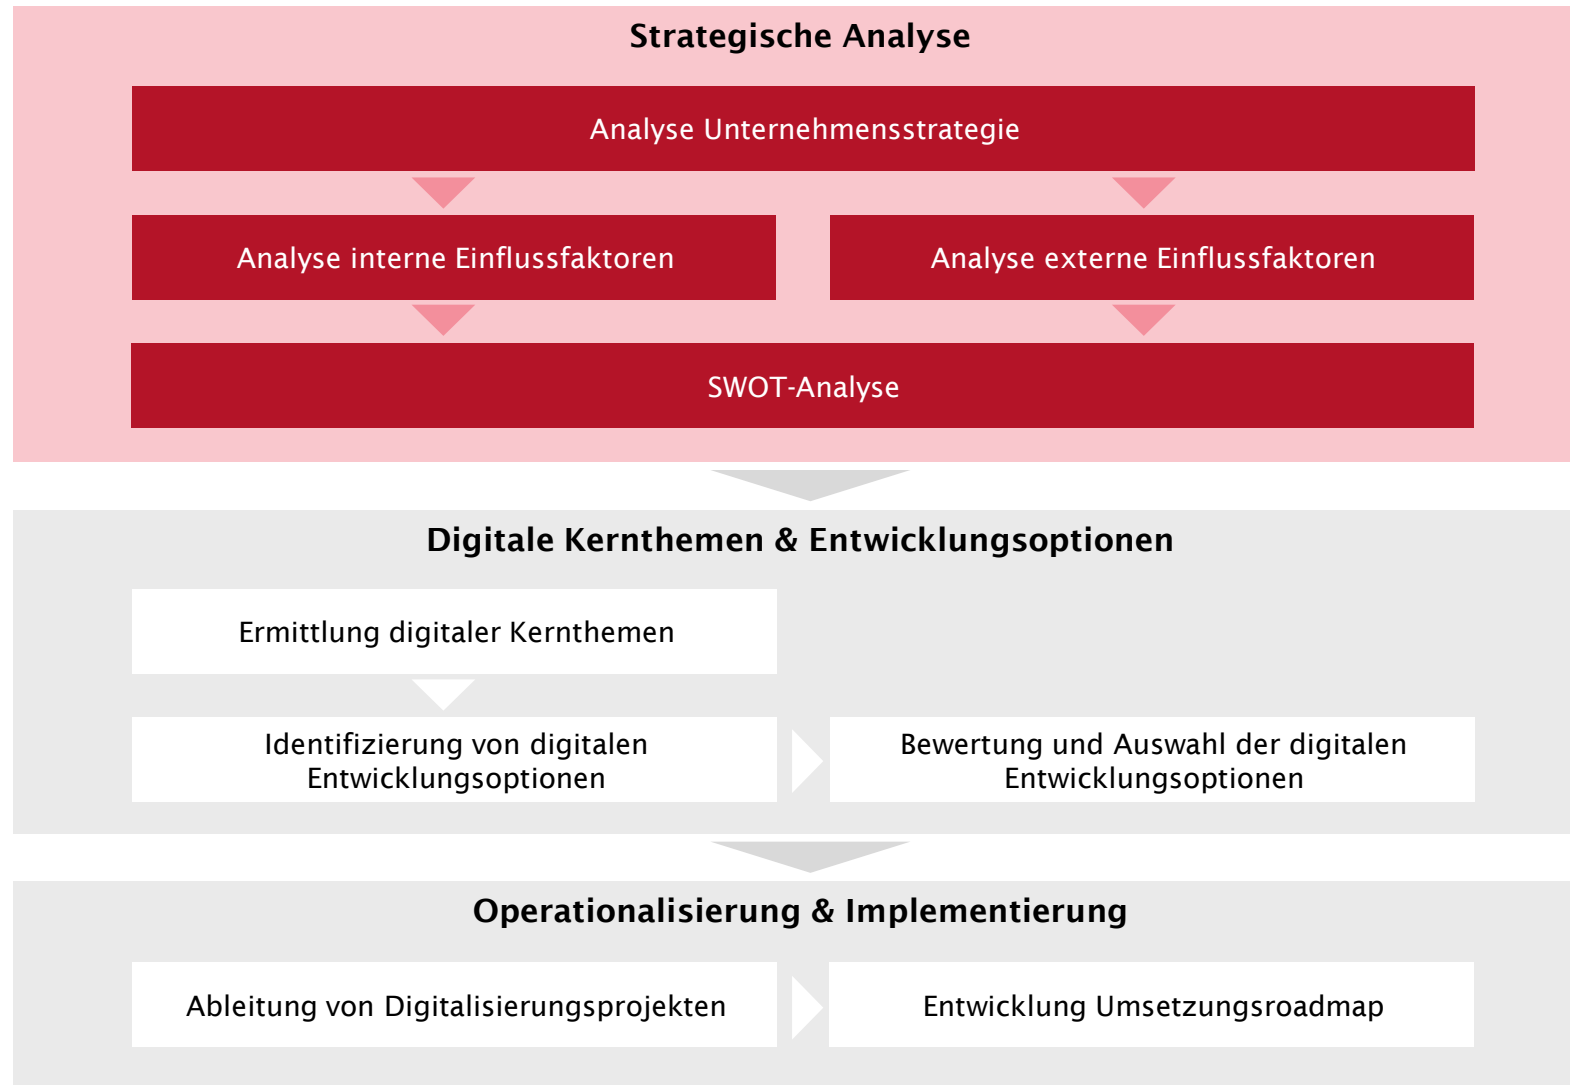 Strategische Analyse
Analyse Unternehmensstrategie
Analyse interne Einflussfaktoren
Analyse externe Einflussfaktoren
SWOT-Analyse
Digitale Kernthemen & Entwicklungsoptionen
Ermittlung digitaler Kernthemen
Identifizierung von digitalen
Entwicklungsoptionen
Bewertung und Auswahl der digitalen
Entwicklungsoptionen
Operationalisierung & Implementierung
Ableitung von Digitalisierungsprojekten
Entwicklung Umsetzungsroadmap